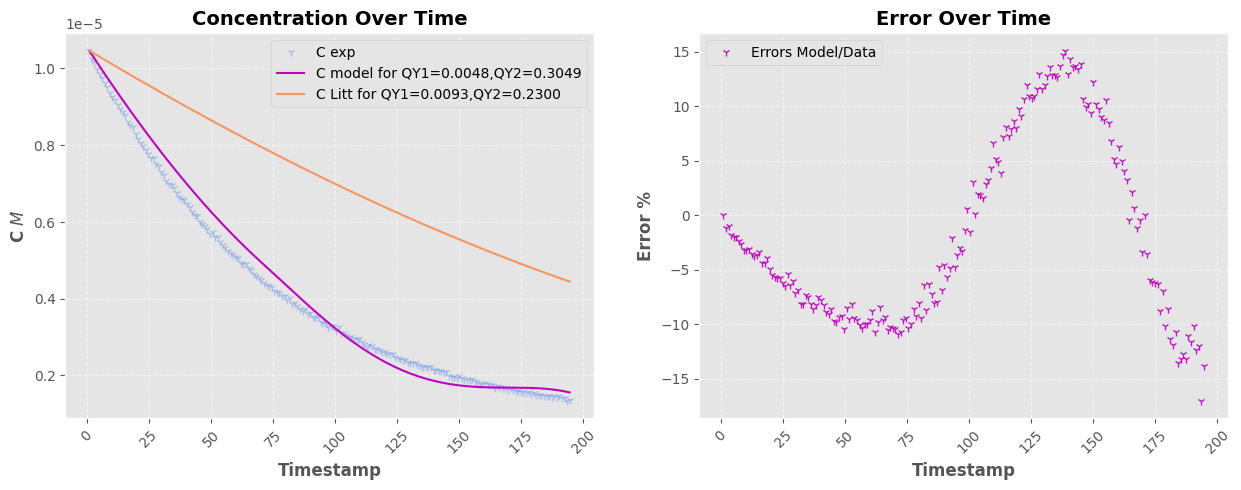 Concentration Over Time
1e−5
C exp
C model for QY1=0.0048,QY2=0.3049
C Litt for QY1=0.0093,QY2=0.2300
1.0
0.8
0.6
0.4
0.2
C M
0
25
50
75
100
125
150
175
200
Timestamp
Error Over Time
Errors Model/Data
15
10
5
0
−5
−10
−15
Error %
0
25
50
75
100
125
150
175
200
Timestamp